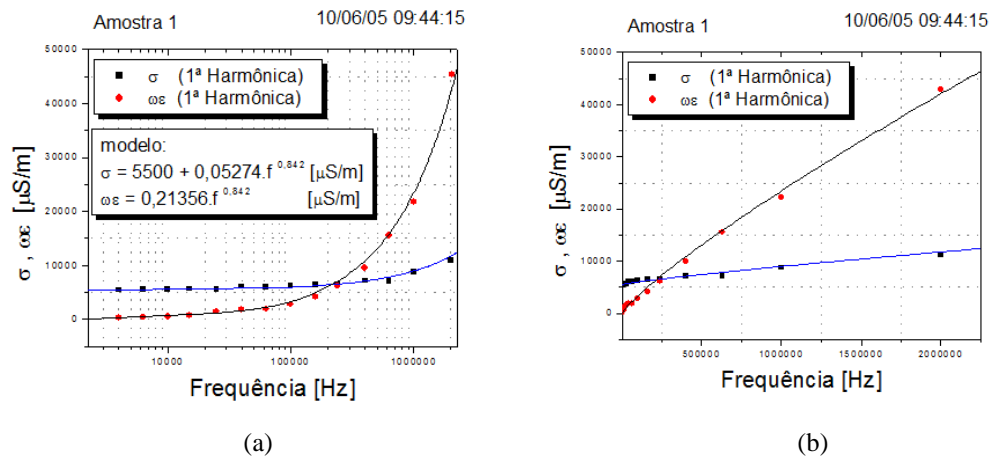 Amostra 1
10/06/05 09:44:15
σ (1ª Harmônica)
ωε (1ª Harmônica)
modelo:
σ = 5500 + 0,05274.f 0,842 [μS/m]
ωε = 0,21356.f 0,842 [μS/m]
σ , ωε [μS/m]
50000
40000
30000
20000
10000
0
10000
100000
1000000
Frequência [Hz]
(a)
Amostra 1
10/06/05 09:44:15
σ (1ª Harmônica)
ωε (1ª Harmônica)
σ , ωε [μS/m]
50000
40000
30000
20000
10000
0
500000
1000000
1500000
2000000
Frequência [Hz]
(b)